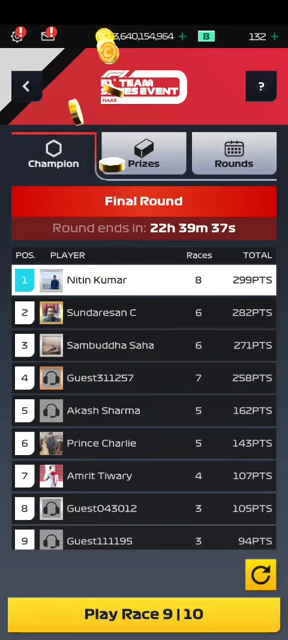 3,640,154,964 + B 132 +
F1 TEAM
SERIES EVENT
HAAS
?
Champion Prizes Rounds
Final Round
Round ends in: 22h 39m 37s
POS. PLAYER Races TOTAL
1 Nitin Kumar 8 299PTS
2 Sundaresan C 6 282PTS
3 Sambuddha Saha 6 271PTS
4 Guest311257 7 258PTS
5 Akash Sharma 5 162PTS
6 Prince Charlie 5 143PTS
7 Amrit Tiwary 4 107PTS
8 Guest043012 3 105PTS
9 Guest111195 3 94PTS
Play Race 9 | 10